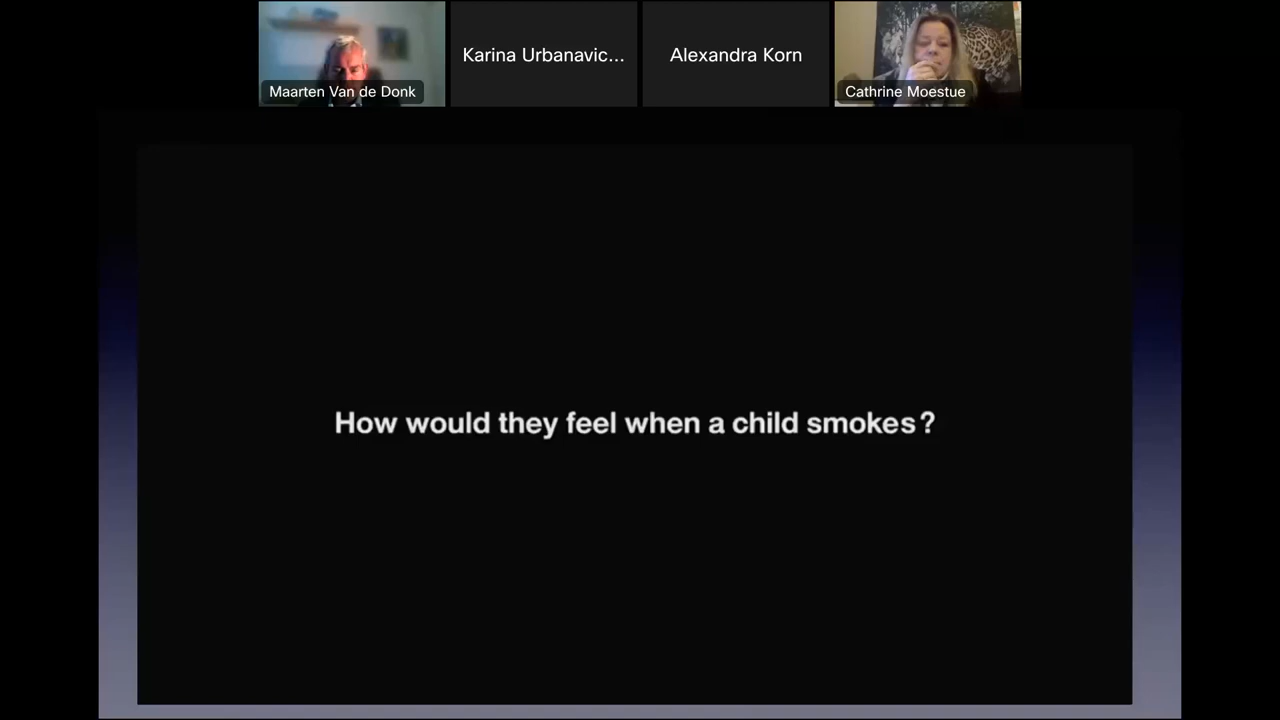 Maarten Van de Donk
Karina Urbanavic...
Alexandra Korn
Cathrine Moestue
How would they feel when a child smokes?